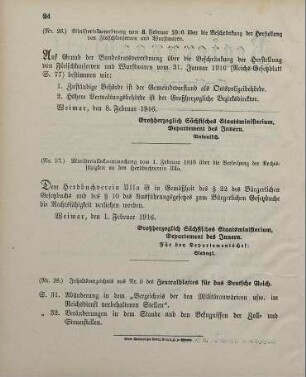 24
(Nr. 26.) Ministerialverordnung vom 8. Februar 1916 über die Beschränkung der Herstellung
von Fleischkonserven und Wurstwaren.
Auf Grund der Bundesratsverordnung über die Beschränkung der Herstellung
von Fleischkonserven und Wurstwaren vom 31. Januar 1916 (Reichs-Gesetzblatt
S. 77) bestimmen wir:
1. Zuständige Behörde ist der Gemeindevorstand als Ortspolizeibehörde.
2. Höhere Verwaltungsbehörde ist der Großherzogliche Bezirksdirektor.
Weimar, den 8. Februar 1916.
Großherzoglich Sächsisches Staatsministerium,
Departement des Innern.
(Nr. 27.) Ministerialbekanntmachung vom 1. Februar 1916 über die Verleihung der Rechts-
fähigkeit an den Herdbuchverein Ulla.
Dem Herdbuchverein Ulla ist in Gemäßheit des § 22 des Bürgerlichen
Gesetzbuchs und des § 10 des Ausführungsgesetzes zum Bürgerlichen Gesetzbuche die
Rechtsfähigkeit verliehen worden.
Weimar, den 1. Februar 1916.
Großherzoglich Sächsisches Staatsministerium,
Departement des Innern.
Für den Departementschef:
Slevogt.
(Nr. 28.) Inhaltsverzeichnis aus Nr. 5 des Zentralblattes für das Deutsche Reich.
S. 31. Änderung in dem „Verzeichnis der den Militäranwärtern usw. im
Reichsdienst vorbehaltenen Stellen“.
„ 32. Veränderungen in dem Stande und den Befugnissen der Zoll- und
Steuerstellen.